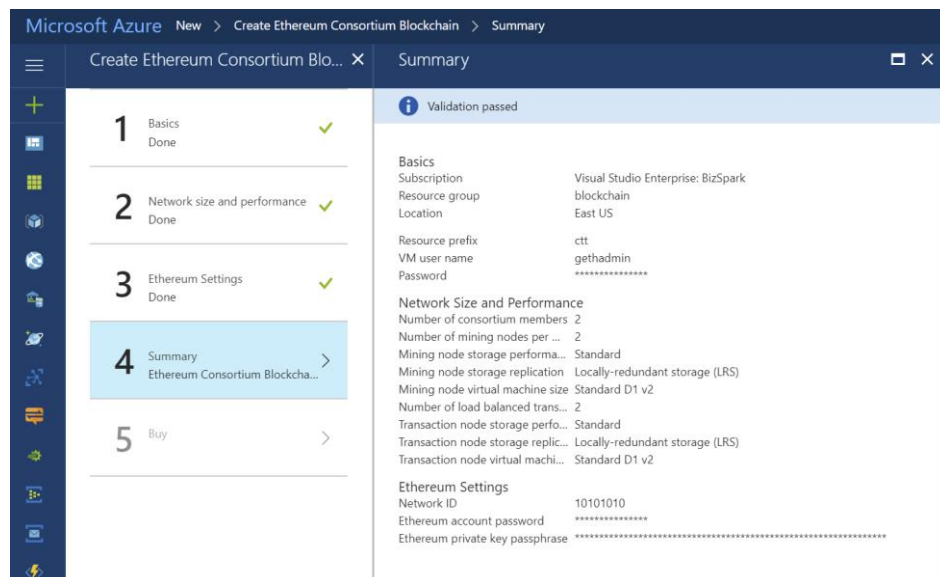 Microsoft Azure New > Create Ethereum Consortium Blockchain > Summary
Create Ethereum Consortium Blo...
1
Basics
Done
2
Network size and performance
Done
3
Ethereum Settings
Done
4
Summary
Ethereum Consortium Blockcha...
5
Buy
Summary
Validation passed
Basics
Subscription Visual Studio Enterprise: BizSpark
Resource group blockchain
Location East US
Resource prefix ctt
VM user name gethadmin
Password ***************
Network Size and Performance
Number of consortium members 2
Number of mining nodes per ... 2
Mining node storage performa... Standard
Mining node storage replication Locally-redundant storage (LRS)
Mining node virtual machine size Standard D1 v2
Number of load balanced trans... 2
Transaction node storage perfo... Standard
Transaction node storage replic... Locally-redundant storage (LRS)
Transaction node virtual machi... Standard D1 v2
Ethereum Settings
Network ID 10101010
Ethereum account password ***************
Ethereum private key passphrase ****************************************************************